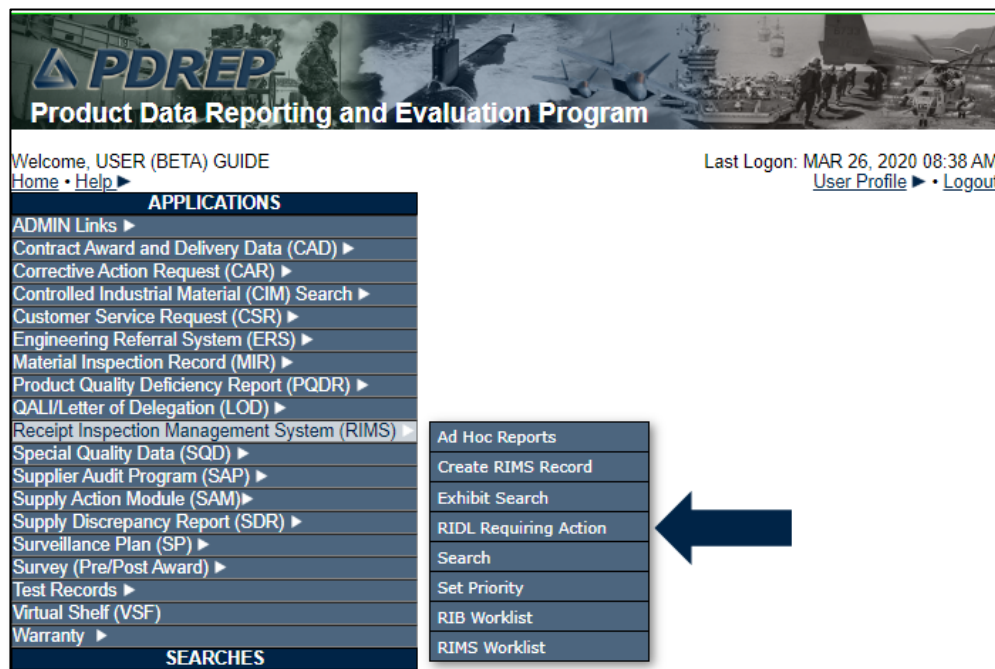 PDREP
Product Data Reporting and Evaluation Program
Welcome, USER (BETA) GUIDE
Last Logon: MAR 26, 2020 08:38 AM
Home • Help ►
User Profile ► • Logout
APPLICATIONS
ADMIN Links ►
Contract Award and Delivery Data (CAD) ►
Corrective Action Request (CAR) ►
Controlled Industrial Material (CIM) Search ►
Customer Service Request (CSR) ►
Engineering Referral System (ERS) ►
Material Inspection Record (MIR) ►
Product Quality Deficiency Report (PQDR) ►
QALI/Letter of Delegation (LOD) ►
Receipt Inspection Management System (RIMS) ►
Special Quality Data (SQD) ►
Supplier Audit Program (SAP) ►
Supply Action Module (SAM)►
Supply Discrepancy Report (SDR) ►
Surveillance Plan (SP) ►
Survey (Pre/Post Award) ►
Test Records ►
Virtual Shelf (VSF)
Warranty ►
SEARCHES
Ad Hoc Reports
Create RIMS Record
Exhibit Search
RIDL Requiring Action
Search
Set Priority
RIB Worklist
RIMS Worklist